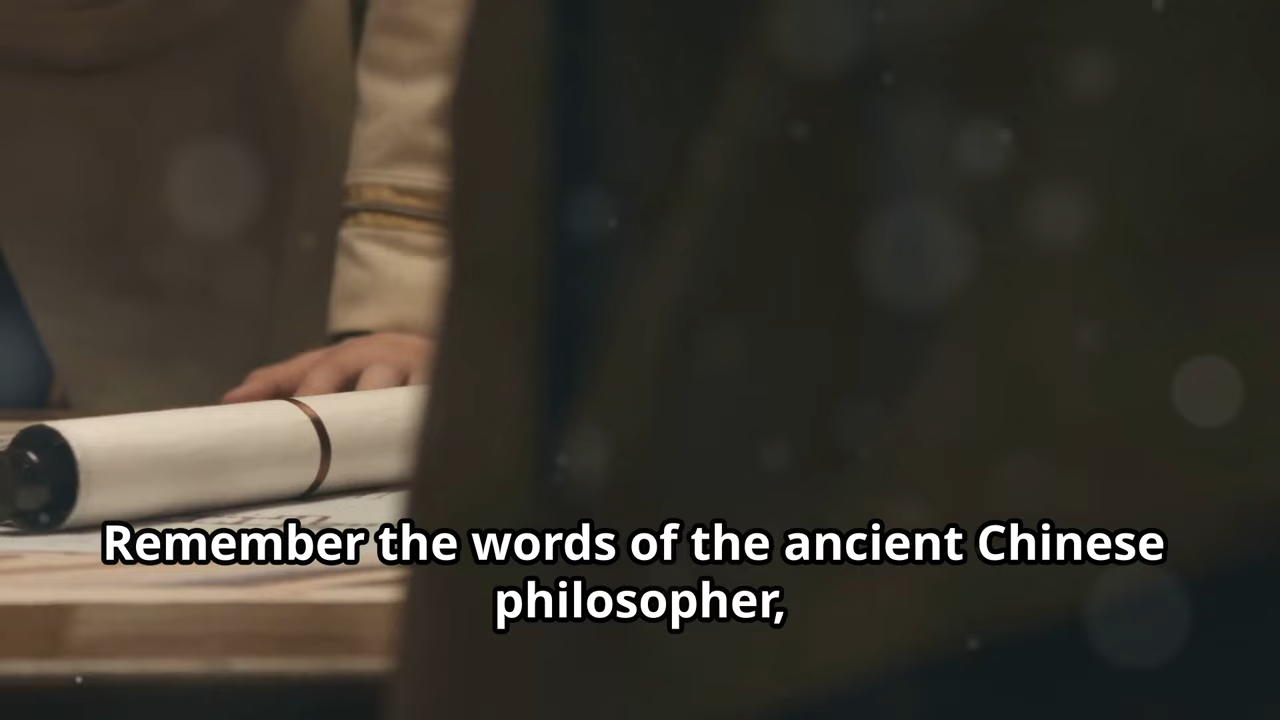 Remember the words of the ancient Chinese
philosopher,